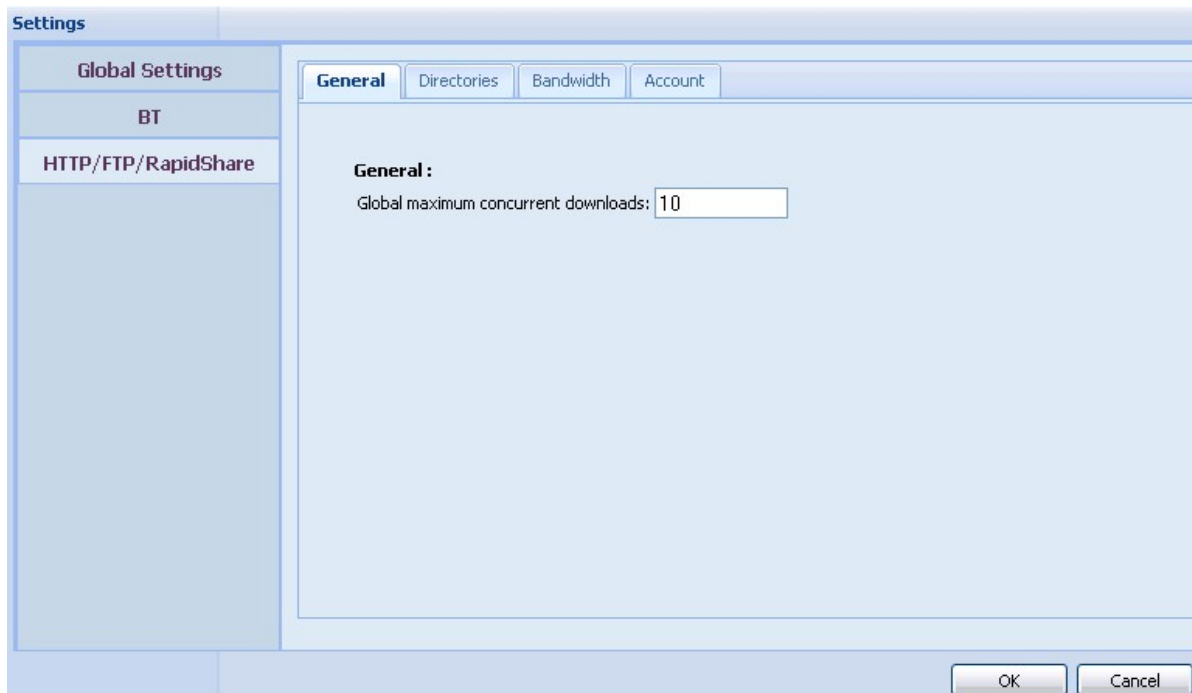 Settings
Global Settings
BT
HTTP/FTP/RapidShare
General Directories Bandwidth Account
General :
Global maximum concurrent downloads: 10
OK Cancel